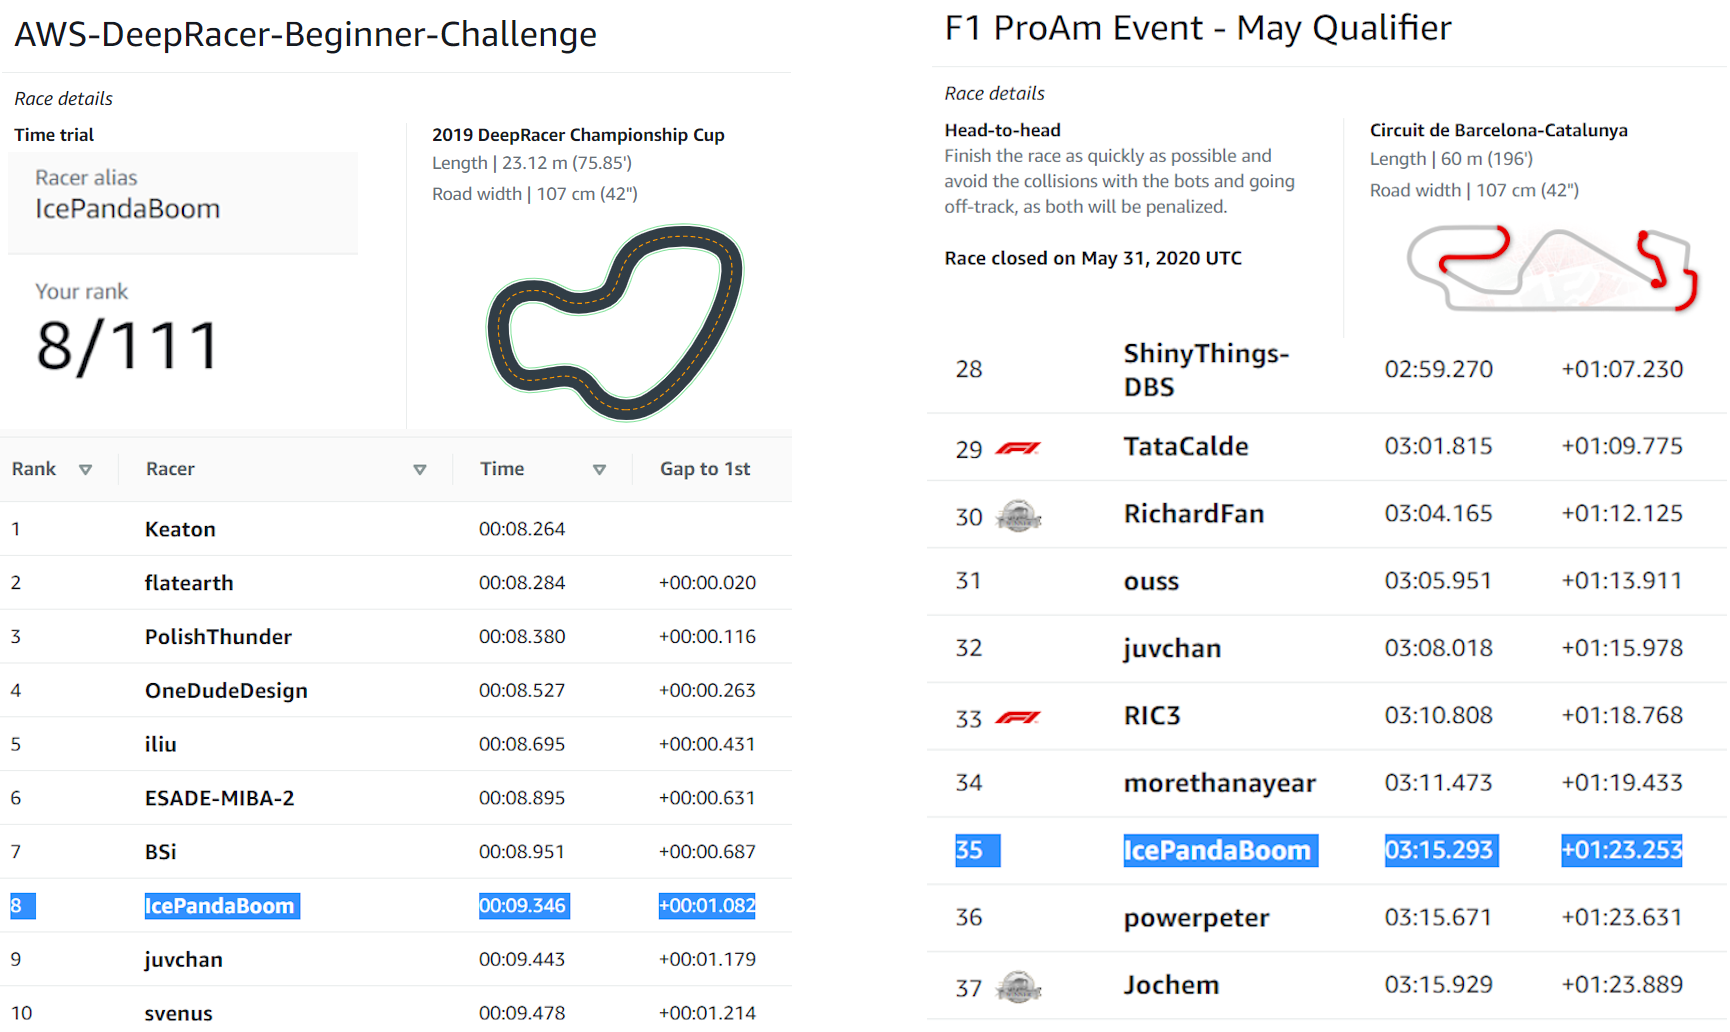 AWS-DeepRacer-Beginner-Challenge
Race details
Time trial
Racer alias
IcePandaBoom
Your rank
8/111
2019 DeepRacer Championship Cup
Length | 23.12 m (75.85')
Road width | 107 cm (42")
Rank Racer Time Gap to 1st
1 Keaton 00:08.264
2 flatearth 00:08.284 +00:00.020
3 PolishThunder 00:08.380 +00:00.116
4 OneDudeDesign 00:08.527 +00:00.263
5 iliu 00:08.695 +00:00.431
6 ESADE-MIBA-2 00:08.895 +00:00.631
7 BSi 00:08.951 +00:00.687
8 IcePandaBoom 00:09.346 +00:01.082
9 juvchan 00:09.443 +00:01.179
10 svenus 00:09.478 +00:01.214
F1 ProAm Event - May Qualifier
Race details
Head-to-head
Finish the race as quickly as possible and
avoid the collisions with the bots and going
off-track, as both will be penalized.
Race closed on May 31, 2020 UTC
Circuit de Barcelona-Catalunya
Length | 60 m (196')
Road width | 107 cm (42")
28 ShinyThings-
DBS 02:59.270 +01:07.230
29 F1 TataCalde 03:01.815 +01:09.775
30 RichardFan 03:04.165 +01:12.125
31 ouss 03:05.951 +01:13.911
32 juvchan 03:08.018 +01:15.978
33 F1 RIC3 03:10.808 +01:18.768
34 morethanayear 03:11.473 +01:19.433
35 IcePandaBoom 03:15.293 +01:23.253
36 powerpeter 03:15.671 +01:23.631
37 Jochem 03:15.929 +01:23.889